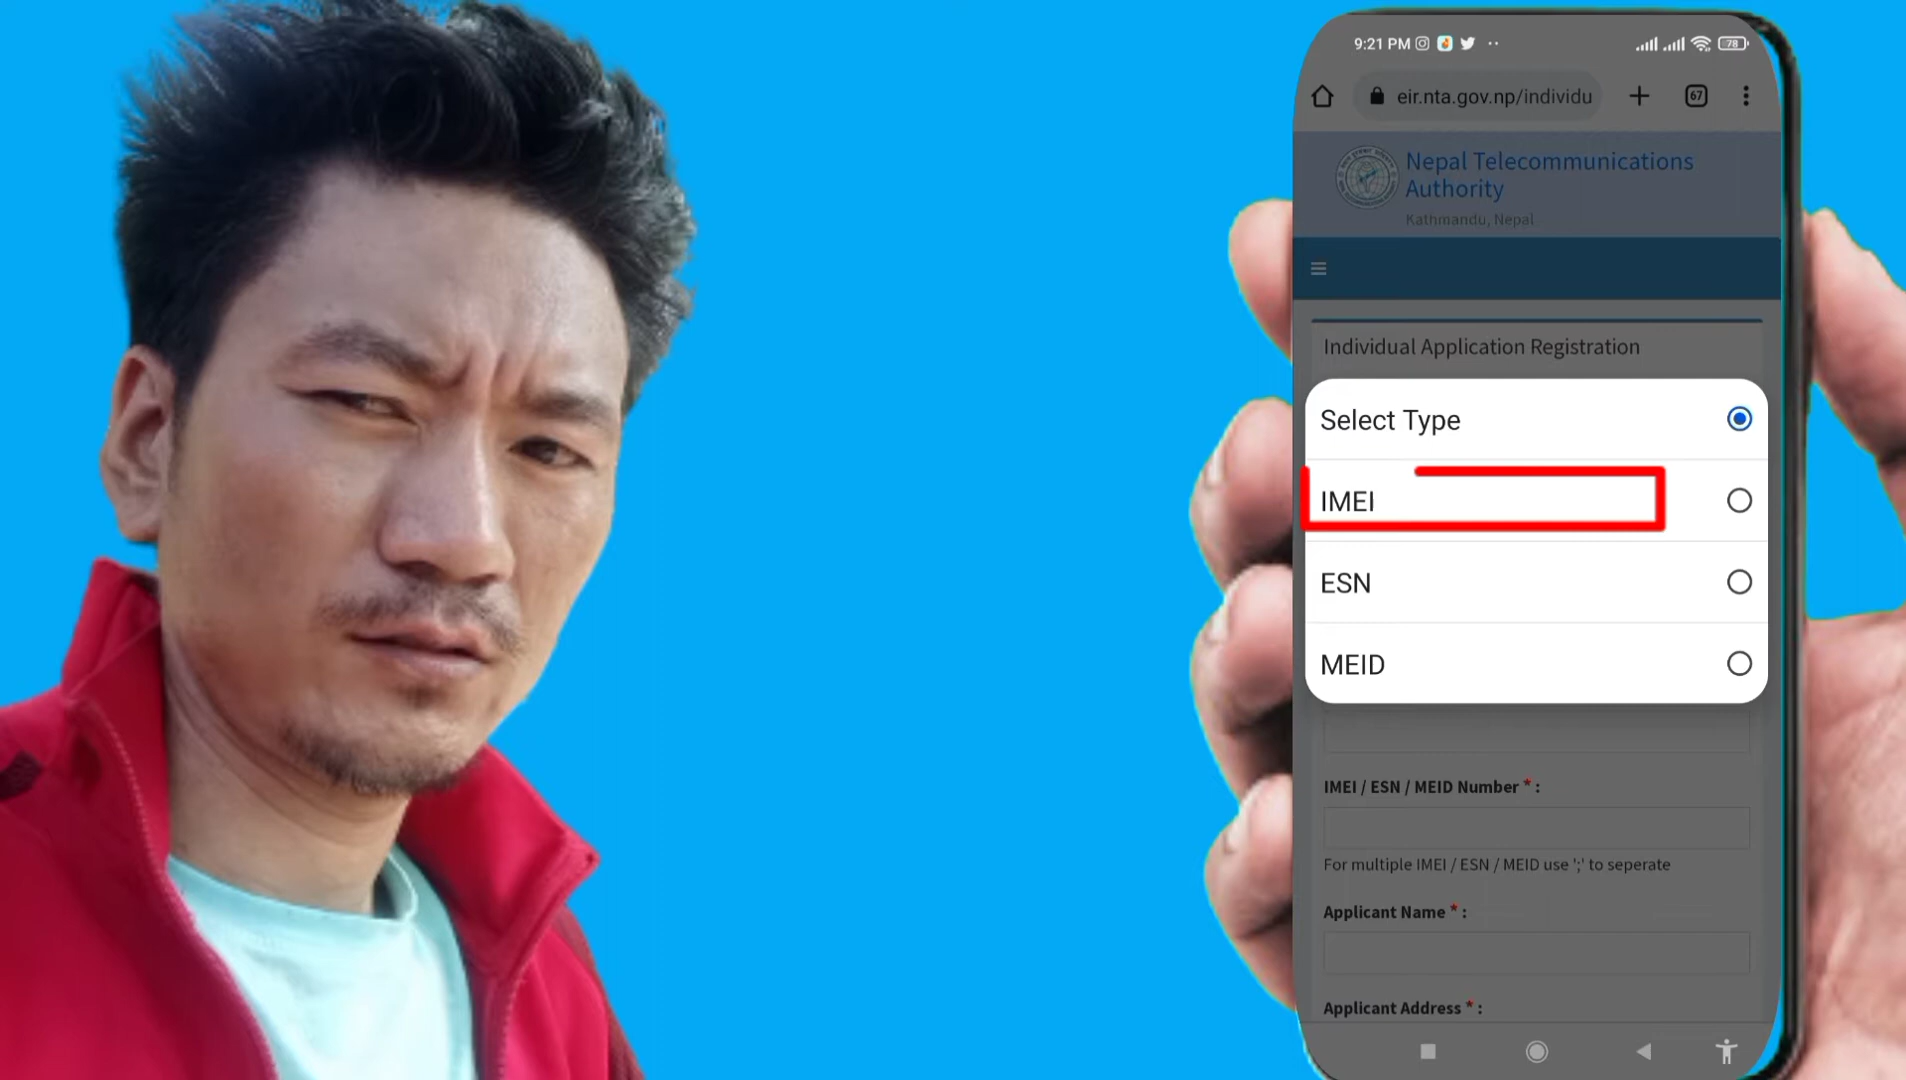 9:21 PM
78
eir.nta.gov.np/individu
67
Nepal Telecommunications
Authority
Kathmandu, Nepal
Individual Application Registration
Select Type
IMEI
ESN
MEID
IMEI / ESN / MEID Number * :
For multiple IMEI / ESN / MEID use ';' to seperate
Applicant Name * :
Applicant Address * :